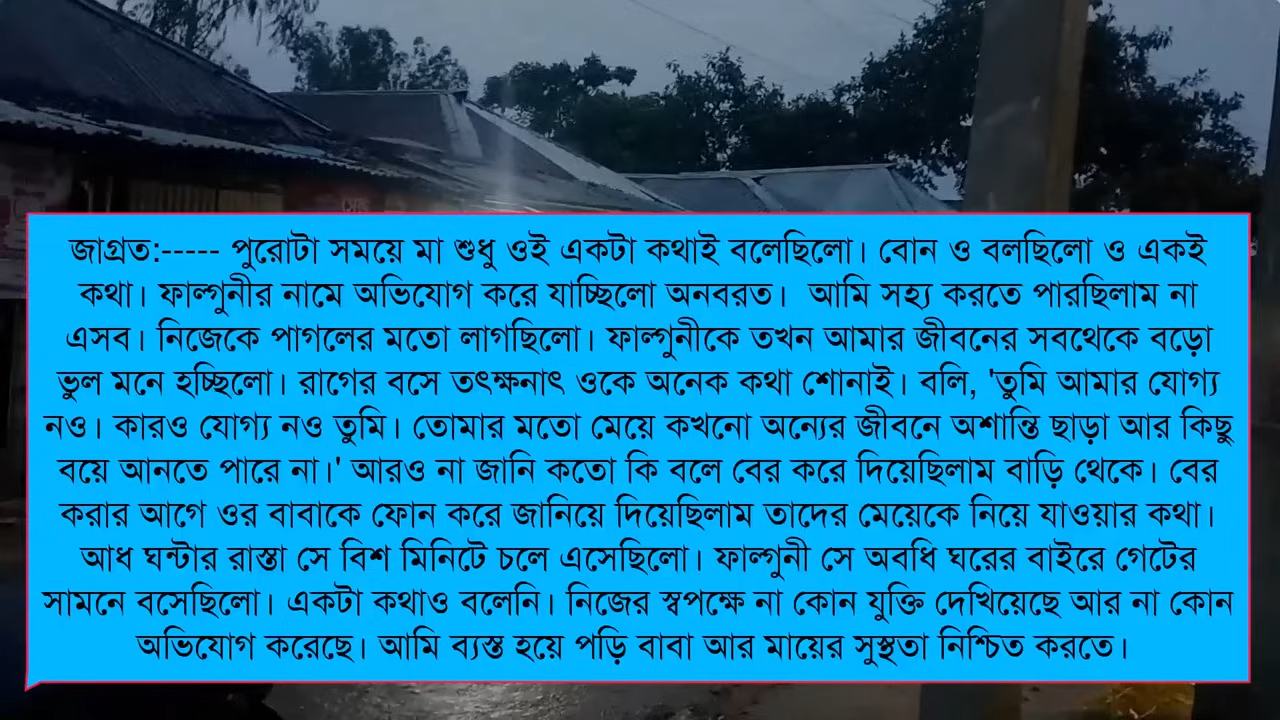 জাগ্রত:----- পুরোটা সময়ে মা শুধু ওই একটা কথাই বলেছিলো। বোন ও বলছিলো ও একই
কথা। ফাল্গুনীর নামে অভিযোগ করে যাচ্ছিলো অনবরত।  আমি সহ্য করতে পারছিলাম না
এসব। নিজেকে পাগলের মতো লাগছিলো। ফাল্গুনীকে তখন আমার জীবনের সবথেকে বড়ো
ভুল মনে হচ্ছিলো। রাগের বসে তৎক্ষনাৎ ওকে অনেক কথা শোনাই। বলি, 'তুমি আমার যোগ্য
নও। কারও যোগ্য নও তুমি। তোমার মতো মেয়ে কখনো অন্যের জীবনে অশান্তি ছাড়া আর কিছু
বয়ে আনতে পারে না।' আরও না জানি কতো কি বলে বের করে দিয়েছিলাম বাড়ি থেকে। বের
করার আগে ওর বাবাকে ফোন করে জানিয়ে দিয়েছিলাম তাদের মেয়েকে নিয়ে যাওয়ার কথা।
আধ ঘন্টার রাস্তা সে বিশ মিনিটে চলে এসেছিলো। ফাল্গুনী সে অবধি ঘরের বাইরে গেটের
সামনে বসেছিলো। একটা কথাও বলেনি। নিজের স্বপক্ষে না কোন যুক্তি দেখিয়েছে আর না কোন
অভিযোগ করেছে। আমি ব্যস্ত হয়ে পড়ি বাবা আর মায়ের সুস্থতা নিশ্চিত করতে।